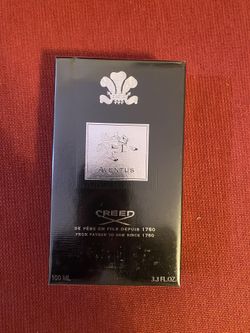 AVENTUS
CREED
DE PÈRE EN FILS DEPUIS 1760
FROM FATHER TO SON SINCE 1760
100 ML
3.3 FL.OZ.